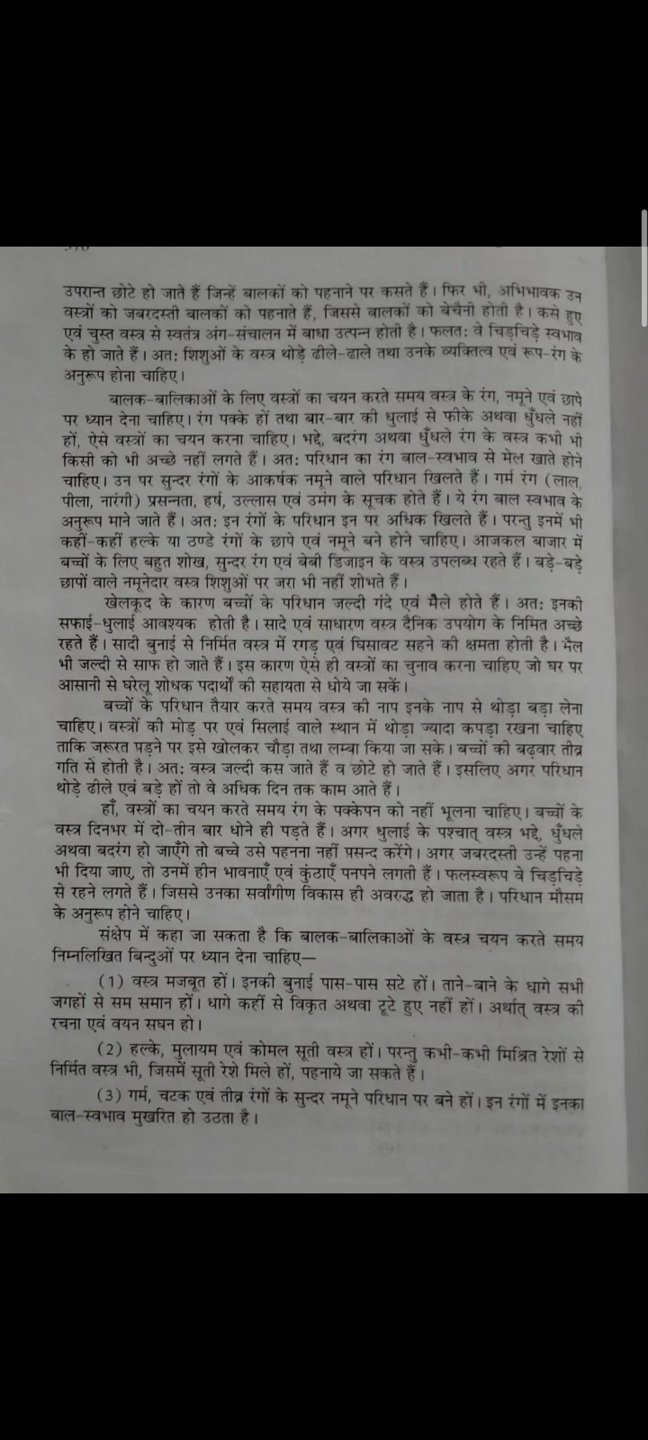 उपरान्त छोटे हो जाते हैं जिन्हें बालकों को पहनाने पर कसते हैं। फिर भी, अभिभावक उन
वस्त्रों को जबरदस्ती बालकों को पहनाते हैं, जिससे बालकों को बेचैनी होती है। कसे हुए
एवं चुस्त वस्त्र से स्वतंत्र अंग-संचालन में बाधा उत्पन्न होती है। फलतः वे चिड़चिड़े स्वभाव
के हो जाते हैं। अतः शिशुओं के वस्त्र थोड़े ढीले-ढाले तथा उनके व्यक्तित्व एवं रूप-रंग के
अनुरूप होना चाहिए।
बालक-बालिकाओं के लिए वस्त्रों का चयन करते समय वस्त्र के रंग, नमूने एवं छापे
पर ध्यान देना चाहिए। रंग पक्के हों तथा बार-बार की धुलाई से फीके अथवा धुँधले नहीं
हों, ऐसे वस्त्रों का चयन करना चाहिए। भद्दे, बदरंग अथवा धुँधले रंग के वस्त्र कभी भी
किसी को भी अच्छे नहीं लगते हैं। अतः परिधान का रंग बाल-स्वभाव से मेल खाते होने
चाहिए। उन पर सुन्दर रंगों के आकर्षक नमूने वाले परिधान खिलते हैं। गर्म रंग (लाल,
पीला, नारंगी) प्रसन्नता, हर्ष, उल्लास एवं उमंग के सूचक होते हैं। ये रंग बाल स्वभाव के
अनुरूप माने जाते हैं। अतः इन रंगों के परिधान इन पर अधिक खिलते हैं। परन्तु इनमें भी
कहीं-कहीं हल्के या ठण्डे रंगों के छापे एवं नमूने बने होने चाहिए। आजकल बाजार में
बच्चों के लिए बहुत शोख, सुन्दर रंग एवं बेबी डिजाइन के वस्त्र उपलब्ध रहते हैं। बड़े-बड़े
छापों वाले नमूनेदार वस्त्र शिशुओं पर जरा भी नहीं शोभते हैं।
खेलकूद के कारण बच्चों के परिधान जल्दी गंदे एवं मैले होते हैं। अतः इनकी
सफाई-धुलाई आवश्यक होती है। सादे एवं साधारण वस्त्र दैनिक उपयोग के निमित अच्छे
रहते हैं। सादी बुनाई से निर्मित वस्त्र में रगड़ एवं घिसावट सहने की क्षमता होती है। मैल
भी जल्दी से साफ हो जाते हैं। इस कारण ऐसे ही वस्त्रों का चुनाव करना चाहिए जो घर पर
आसानी से घरेलू शोधक पदार्थों की सहायता से धोये जा सकें।
बच्चों के परिधान तैयार करते समय वस्त्र की नाप इनके नाप से थोड़ा बड़ा लेना
चाहिए। वस्त्रों की मोड़ पर एवं सिलाई वाले स्थान में थोड़ा ज्यादा कपड़ा रखना चाहिए
ताकि जरूरत पड़ने पर इसे खोलकर चौड़ा तथा लम्बा किया जा सके। बच्चों की बढ़वार तीव्र
गति से होती है। अतः वस्त्र जल्दी कस जाते हैं व छोटे हो जाते हैं। इसलिए अगर परिधान
थोड़े ढीले एवं बड़े हों तो वे अधिक दिन तक काम आते हैं।
हाँ, वस्त्रों का चयन करते समय रंग के पक्केपन को नहीं भूलना चाहिए। बच्चों के
वस्त्र दिनभर में दो-तीन बार धोने ही पड़ते हैं। अगर धुलाई के पश्चात् वस्त्र भद्दे, धुँधले
अथवा बदरंग हो जाएँगे तो बच्चे उसे पहनना नहीं पसन्द करेंगे। अगर जबरदस्ती उन्हें पहना
भी दिया जाए, तो उनमें हीन भावनाएँ एवं कुंठाएँ पनपने लगती हैं। फलस्वरूप वे चिड़चिड़े
से रहने लगते हैं। जिससे उनका सर्वांगीण विकास ही अवरुद्ध हो जाता है। परिधान मौसम
के अनुरूप होने चाहिए।
संक्षेप में कहा जा सकता है कि बालक-बालिकाओं के वस्त्र चयन करते समय
निम्नलिखित बिन्दुओं पर ध्यान देना चाहिए—
(1) वस्त्र मजबूत हों। इनकी बुनाई पास-पास सटे हों। ताने-बाने के धागे सभी
जगहों से सम समान हों। धागे कहीं से विकृत अथवा टूटे हुए नहीं हों। अर्थात् वस्त्र की
रचना एवं वयन सघन हो।
(2) हल्के, मुलायम एवं कोमल सूती वस्त्र हों। परन्तु कभी-कभी मिश्रित रेशों से
निर्मित वस्त्र भी, जिसमें सूती रेशे मिले हों, पहनाये जा सकते हैं।
(3) गर्म, चटक एवं तीव्र रंगों के सुन्दर नमूने परिधान पर बने हों। इन रंगों में इनका
बाल-स्वभाव मुखरित हो उठता है।